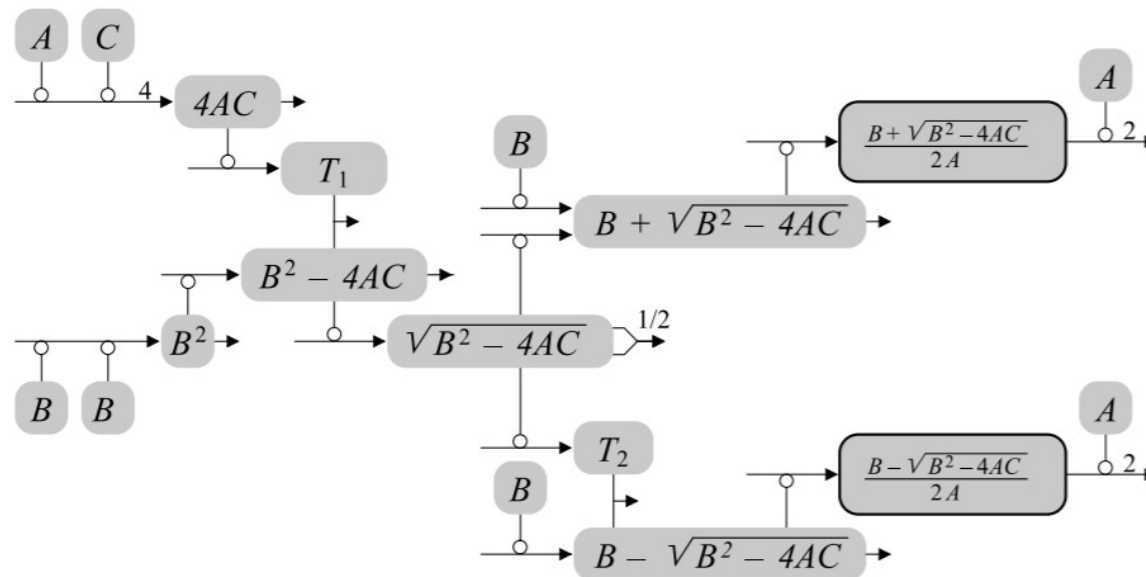 A C
4
4AC
A
B
B + √B² – 4AC
2A
2
T₁
B² – 4AC
B + √B² – 4AC
B²
√B² – 4AC
1/2
B B
A
T₂
B – √B² – 4AC
2A
2
B
B – √B² – 4AC